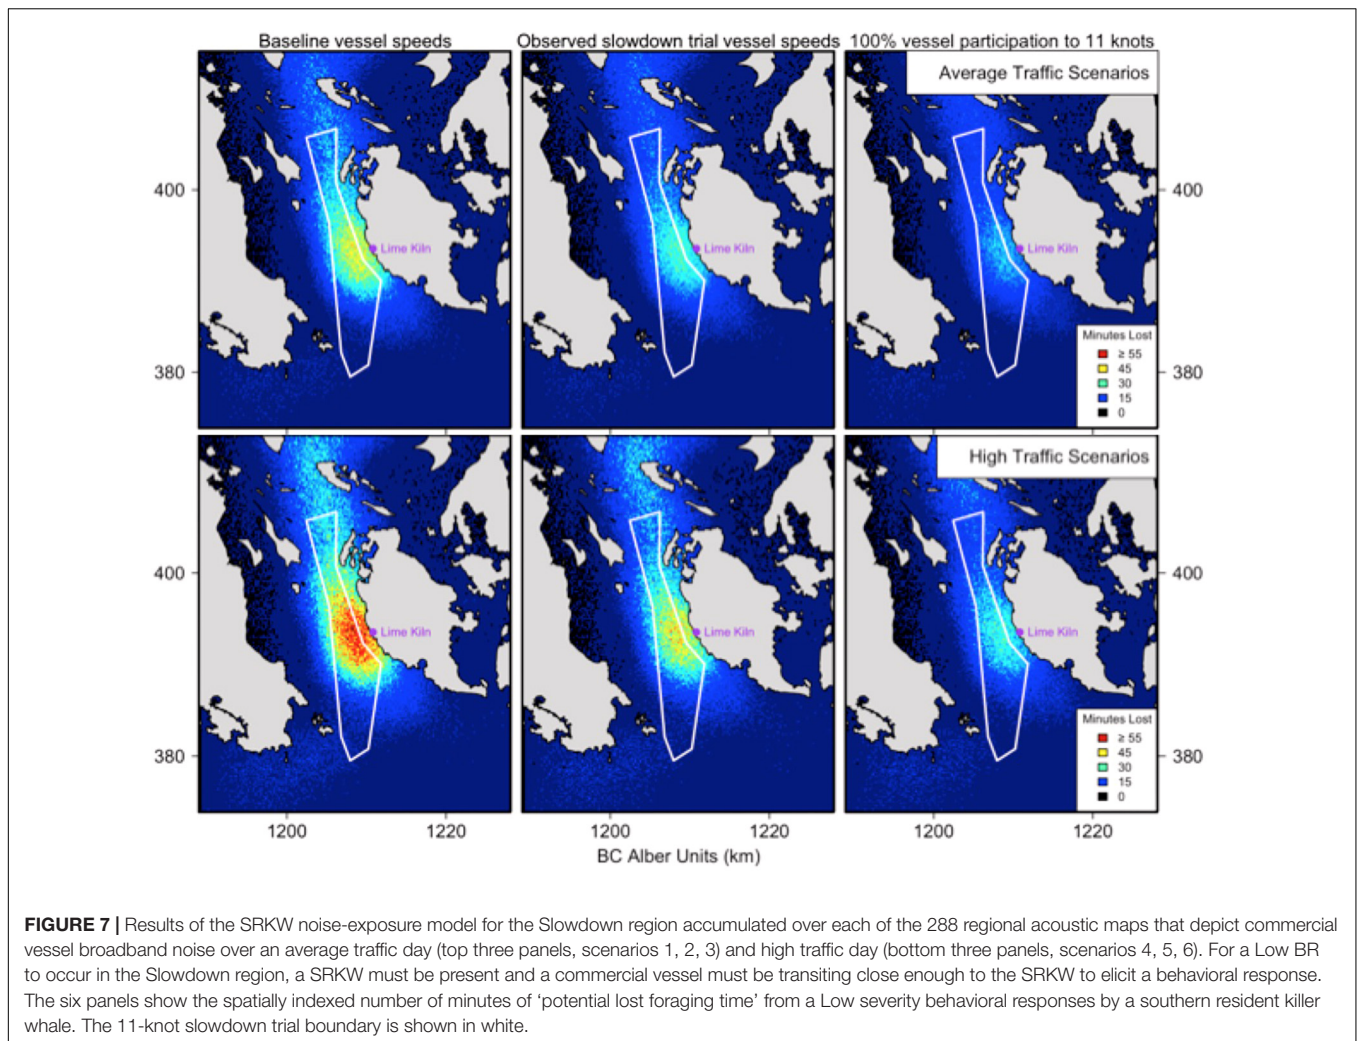 Baseline vessel speeds
Observed slowdown trial vessel speeds
100% vessel participation to 11 knots
Average Traffic Scenarios
400
380
Lime Kiln
Lime Kiln
Lime Kiln
400
380
Minutes Lost
≥ 55
45
30
15
0
High Traffic Scenarios
400
380
Lime Kiln
Lime Kiln
Lime Kiln
400
380
Minutes Lost
≥ 55
45
30
15
0
1200
1220
1200
1220
1200
1220
BC Alber Units (km)
FIGURE 7 | Results of the SRKW noise-exposure model for the Slowdown region accumulated over each of the 288 regional acoustic maps that depict commercial
vessel broadband noise over an average traffic day (top three panels, scenarios 1, 2, 3) and high traffic day (bottom three panels, scenarios 4, 5, 6). For a Low BR
to occur in the Slowdown region, a SRKW must be present and a commercial vessel must be transiting close enough to the SRKW to elicit a behavioral response.
The six panels show the spatially indexed number of minutes of ‘potential lost foraging time’ from a Low severity behavioral responses by a southern resident killer
whale. The 11-knot slowdown trial boundary is shown in white.